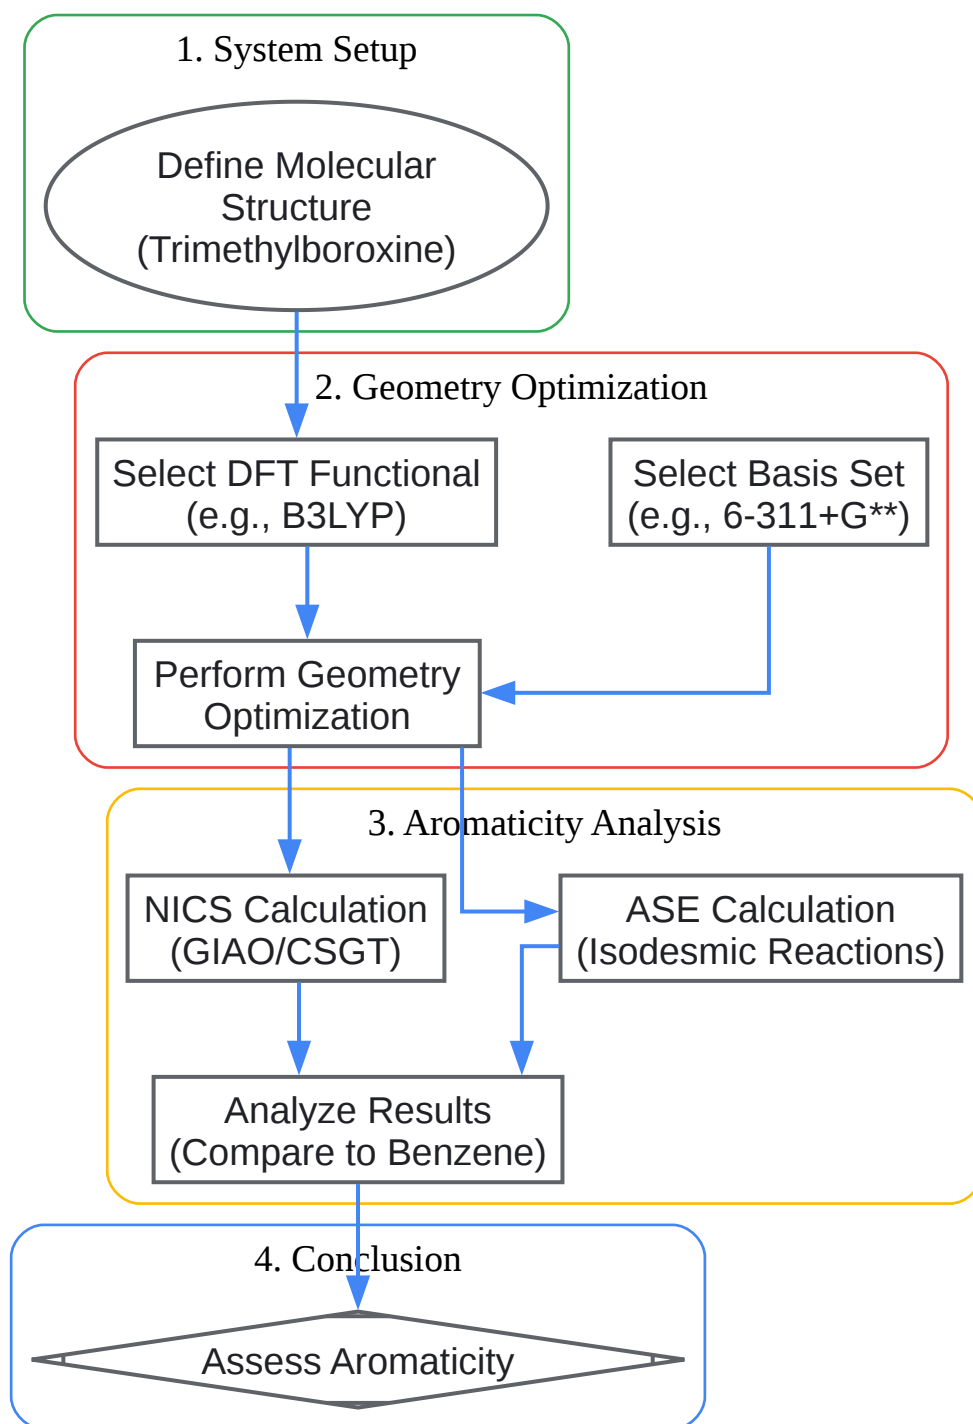 1. System Setup
Define Molecular
Structure
(Trimethylboroxine)
2. Geometry Optimization
Select DFT Functional
(e.g., B3LYP)
Select Basis Set
(e.g., 6-311+G**)
Perform Geometry
Optimization
3. Aromaticity Analysis
NICS Calculation
(GIAO/CSGT)
ASE Calculation
(Isodesmic Reactions)
Analyze Results
(Compare to Benzene)
4. Conclusion
Assess Aromaticity